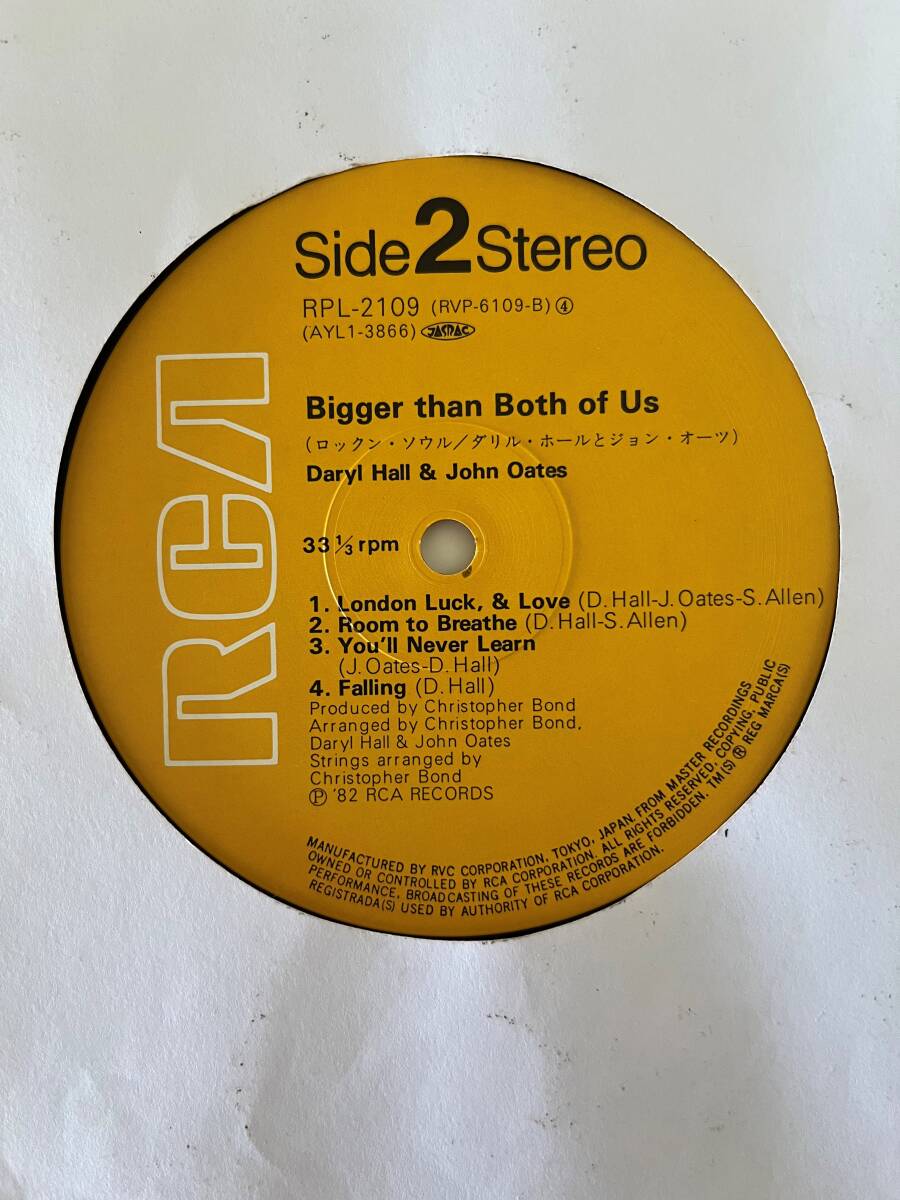 Side 2 Stereo
RPL-2109 (RVP-6109-B) ④
(AYL1-3866) JASRAC
RCA
Bigger than Both of Us
(ロックン・ソウル/ダリル・ホールとジョン・オーツ)
Daryl Hall & John Oates
33 1/3 rpm
1. London Luck, & Love (D. Hall-J. Oates-S. Allen)
2. Room to Breathe (D. Hall-S. Allen)
3. You'll Never Learn
(J. Oates-D. Hall)
4. Falling (D. Hall)
Produced by Christopher Bond
Arranged by Christopher Bond,
Daryl Hall & John Oates
Strings arranged by
Christopher Bond
Ⓟ '82 RCA RECORDS
MANUFACTURED BY RVC CORPORATION, TOKYO, JAPAN. FROM MASTER RECORDINGS
OWNED OR CONTROLLED BY RCA CORPORATION. ALL RIGHTS RESERVED. COPYING, PUBLIC
PERFORMANCE, BROADCASTING OF THESE RECORDS ARE FORBIDDEN. TM(S) ® REG MARCA(S)
REGISTRADA(S) USED BY AUTHORITY OF RCA CORPORATION.